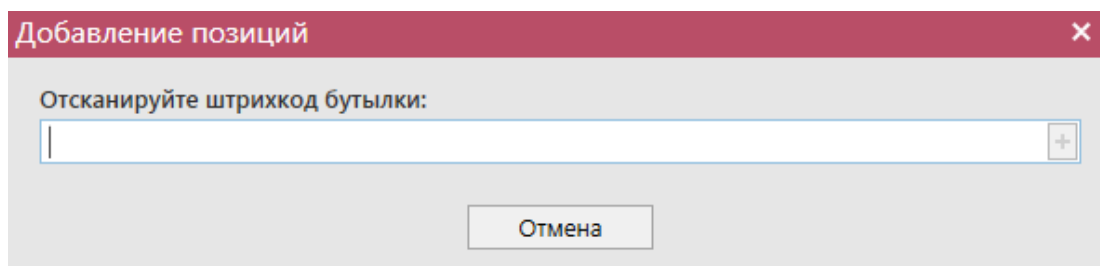 Добавление позиций
Отсканируйте штрихкод бутылки:
Отмена